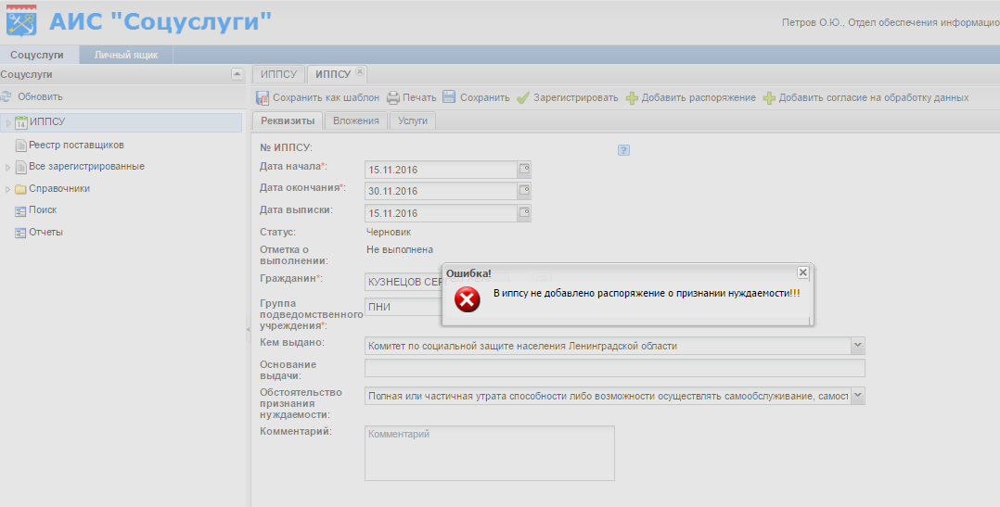 АИС "Соцуслуги"
Петров О.Ю., Отдел обеспечения информацио
Соцуслуги Личный ящик
Соцуслуги
Обновить
14 ИППСУ
Реестр поставщиков
Все зарегистрированные
Справочники
Поиск
Отчеты
ИППСУ ИППСУ
Сохранить как шаблон Печать Сохранить Зарегистрировать Добавить распоряжение Добавить согласие на обработку данных
Реквизиты Вложения Услуги
№ ИППСУ: ?
Дата начала*: 15.11.2016
Дата окончания*: 30.11.2016
Дата выписки: 15.11.2016
Статус: Черновик
Отметка о
выполнении: Не выполнена
Гражданин*: КУЗНЕЦОВ
Ошибка!
В иппсу не добавлено распоряжение о признании нуждаемости!!!
Группа
подведомственного
учреждения*: ПНИ
Кем выдано: Комитет по социальной защите населения Ленинградской области
Основание
выдачи:
Обстоятельство
признания
нуждаемости: Полная или частичная утрата способности либо возможности осуществлять самообслуживание, самост
Комментарий: Комментарий